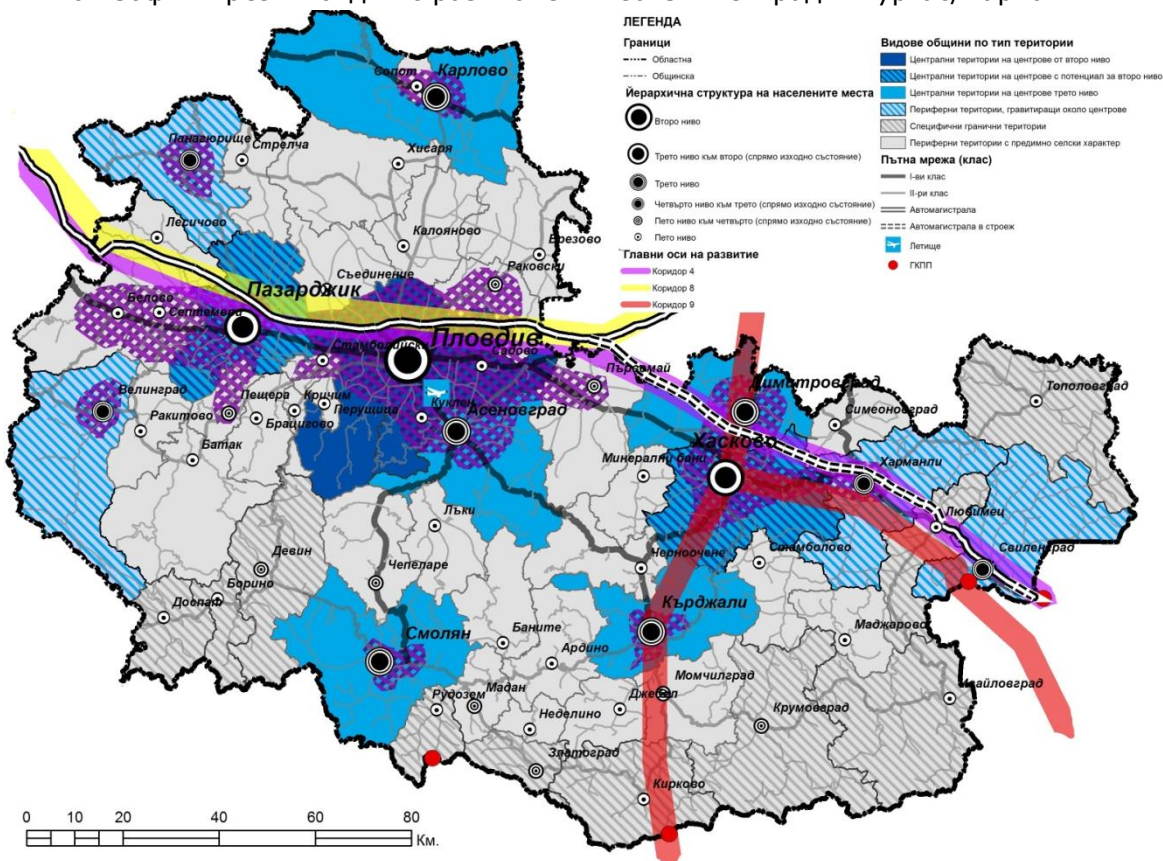 ЛЕГЕНДА
Граници
Областна
Общинска
Йерархична структура на населените места
Второ ниво
Трето ниво към второ (спрямо изходно състояние)
Трето ниво
Четвърто ниво към трето (спрямо изходно състояние)
Пето ниво към четвърто (спрямо изходно състояние)
Пето ниво
Главни оси на развитие
Коридор 4
Коридор 8
Коридор 9
Видове общини по тип територии
Централни територии на центрове от второ ниво
Централни територии на центрове с потенциал за второ ниво
Централни територии на центрове трето ниво
Периферни територии, гравитиращи около центрове
Специфични гранични територии
Периферни територии с предимно селски характер
Пътна мрежа (клас)
I-ви клас
II-ри клас
Автомагистрала
Автомагистрала в строеж
Летище
ГКПП
Сопот
Карлово
Панагюрище
Стрелча
Хисаря
Лесичово
Калояново
Брезово
Раковски
Съединение
Пазарджик
Белово
Септември
Стамболийски
Пловдив
Садово
Първомай
Димитровград
Тополовград
Симеоновград
Велинград
Пещера
Кричим
Ракитово
Брацигово
Перущица
Куклен
Асеновград
Батак
Хасково
Минерални бани
Харманли
Любимец
Свиленград
Лъки
Девин
Чепеларе
Черноочене
Стамболово
Борино
Доспат
Кърджали
Маджарово
Смолян
Баните
Ардино
Момчилград
Рудозем
Мадан
Джебел
Ивайловград
Неделино
Крумовград
Златоград
Кирково
0 10 20 40 60 80
Км.